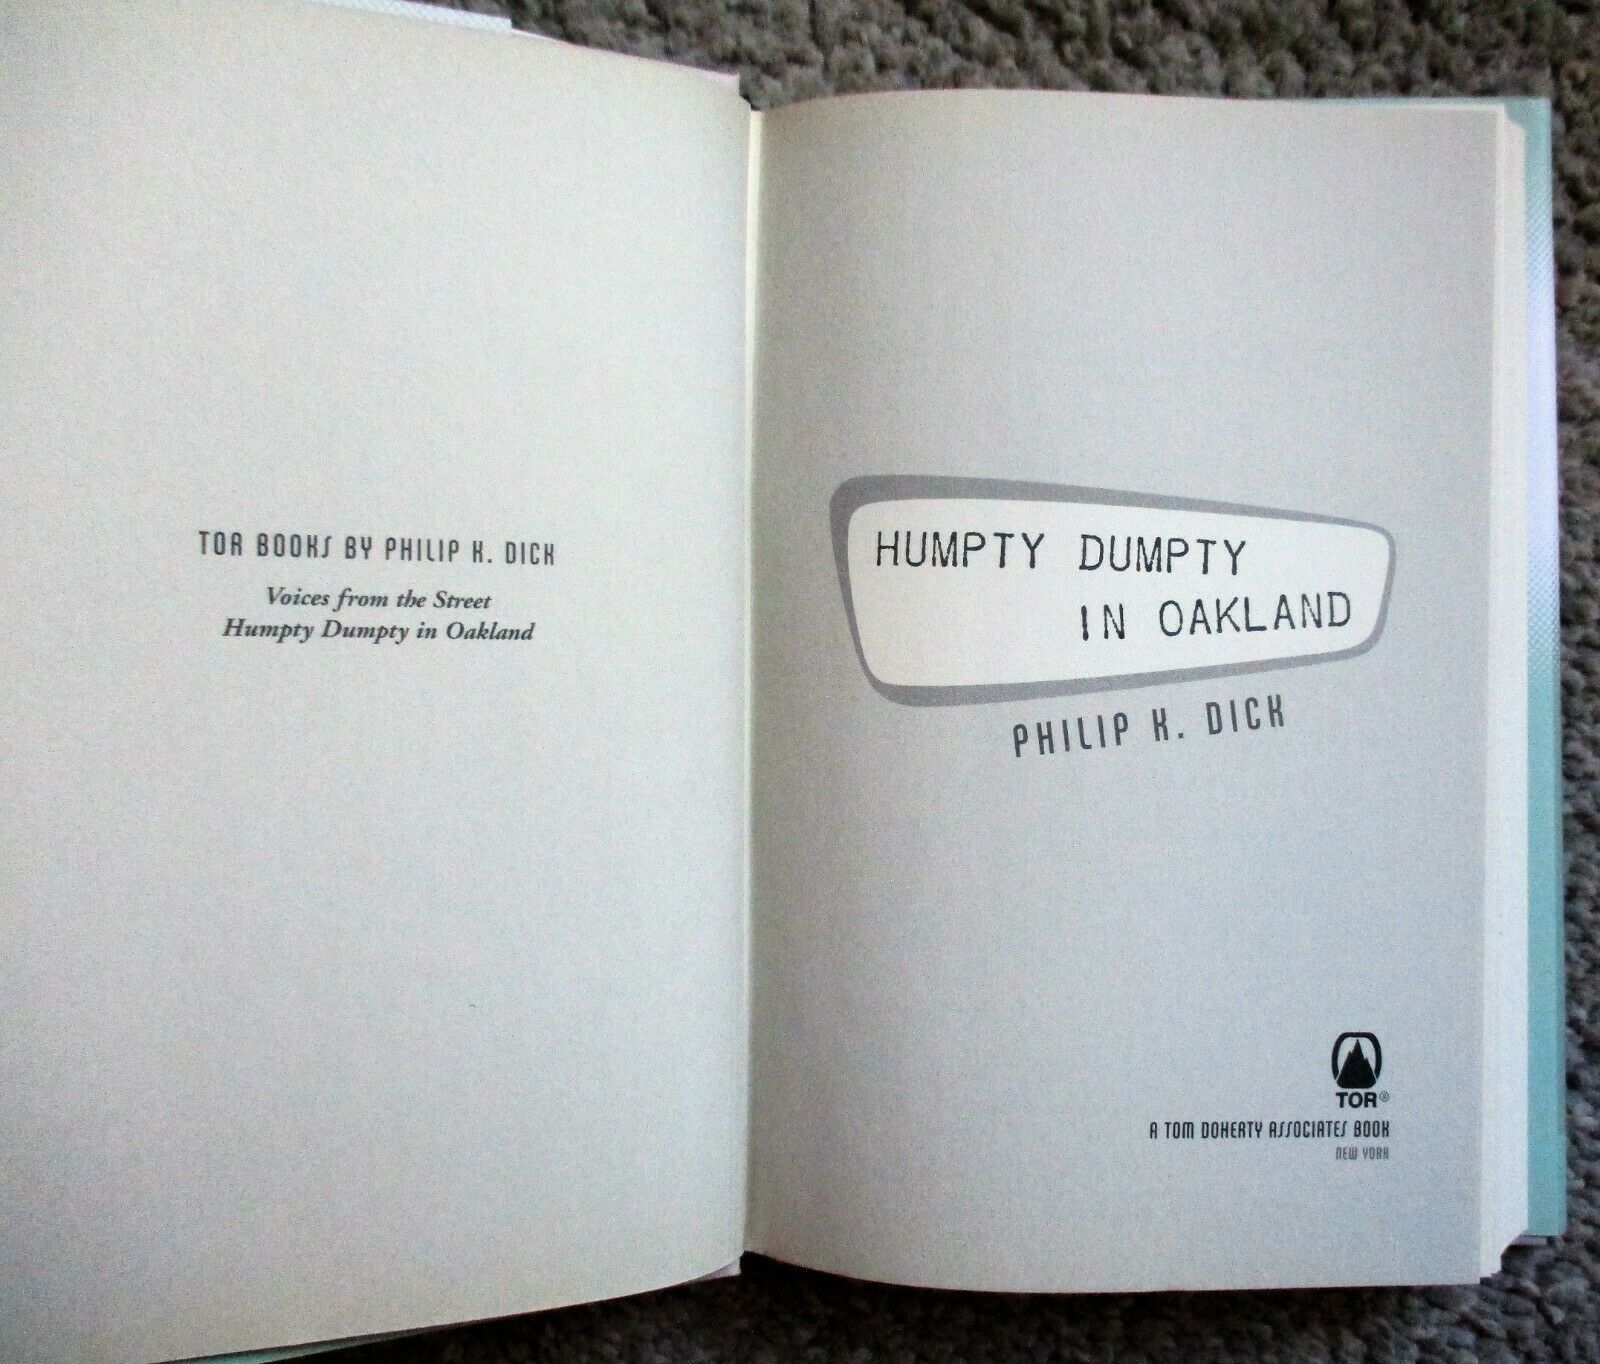 TOR BOOKS BY PHILIP K. DICK
Voices from the Street
Humpty Dumpty in Oakland
HUMPTY DUMPTY
IN OAKLAND
PHILIP K. DICK
TOR®
A TOM DOHERTY ASSOCIATES BOOK
NEW YORK